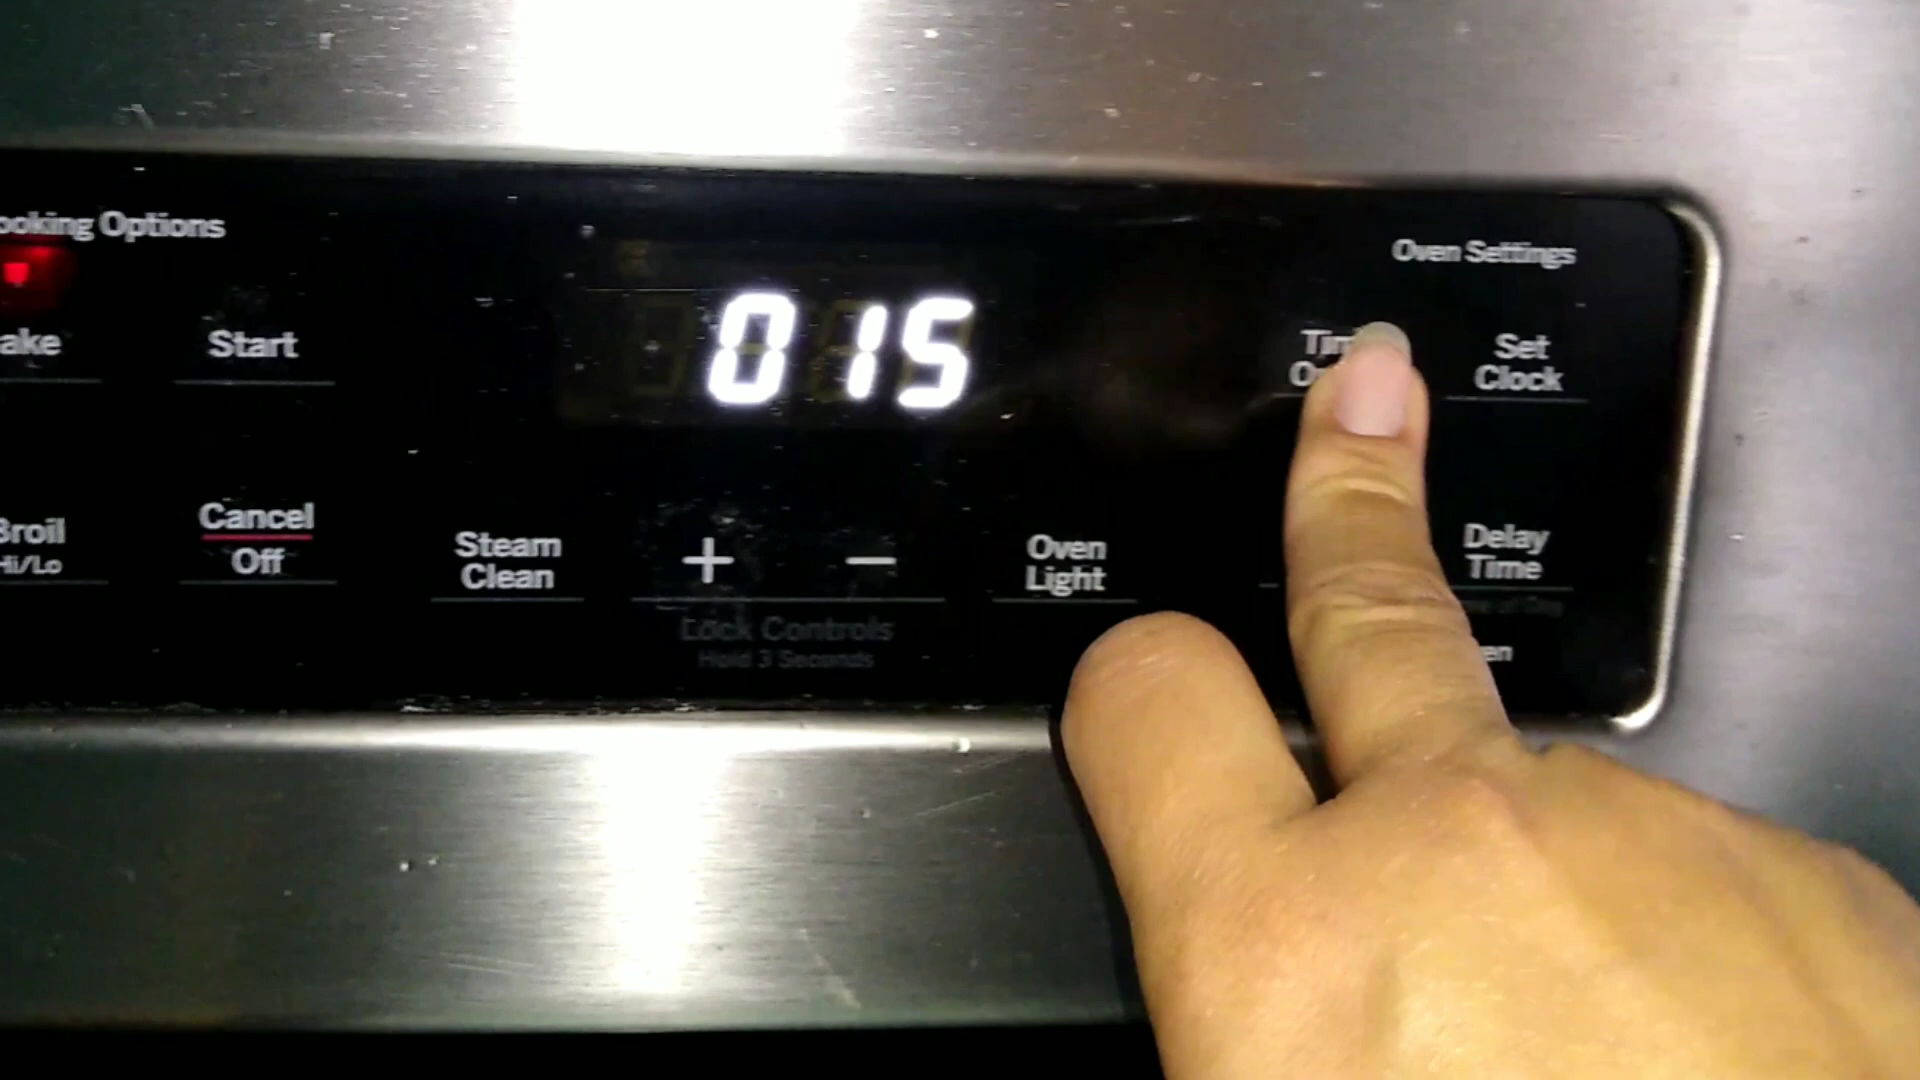 ooking Options
015
Oven Settings
ake
Start
Set
Clock
Broil
Hi/Lo
Cancel
Off
Steam
Clean
+
−
Oven
Light
Delay
Time
Lock Controls
Hold 3 Seconds